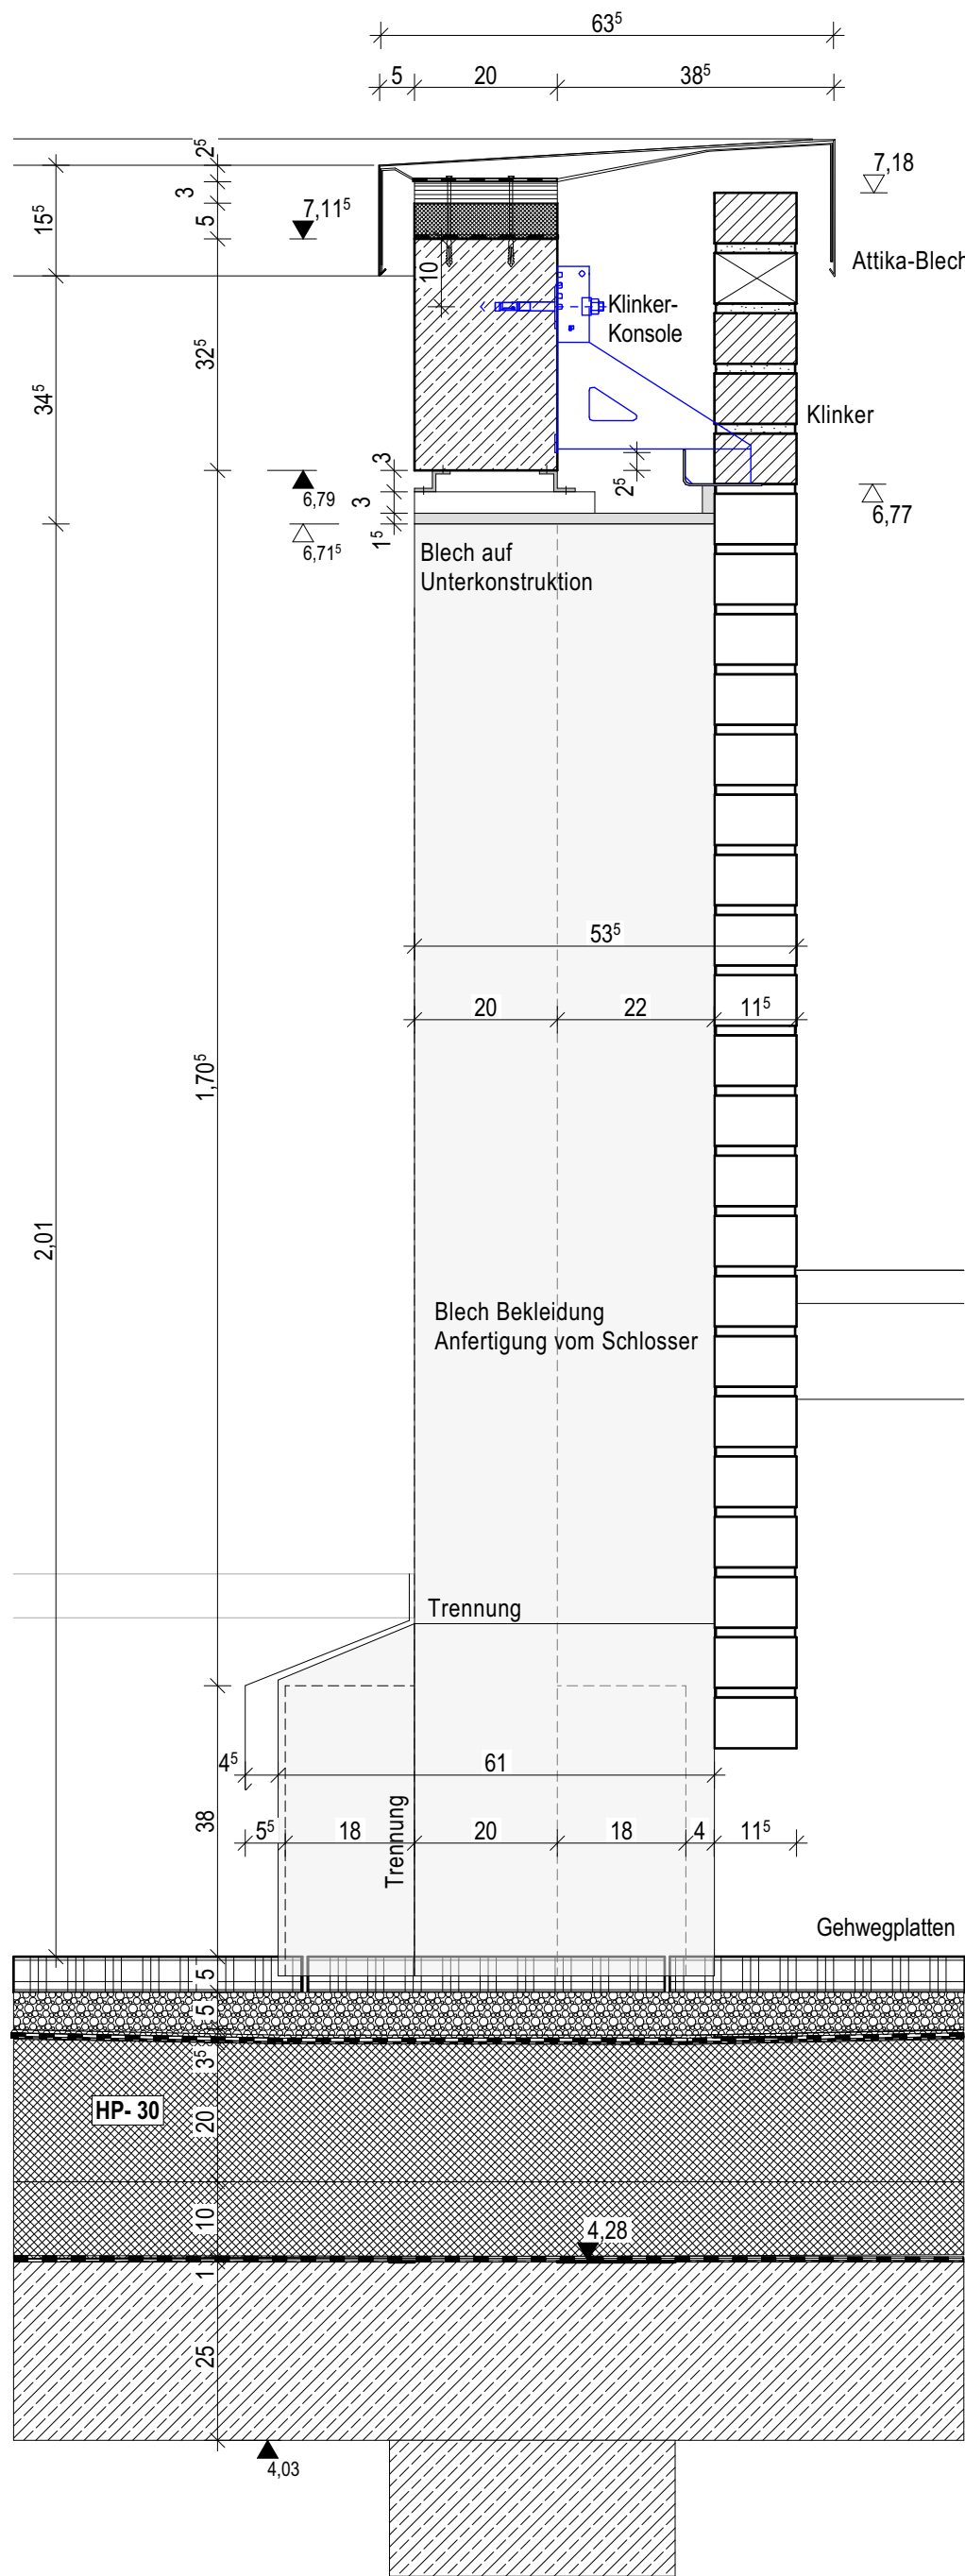 63⁵
5 20 38⁵
2⁵
7,18
3
15⁵
7,11⁵
5
Attika-Blech
10
Klinker-
Konsole
32⁵
34⁵
Klinker
3
2⁵
6,79
3
6,77
1⁵
6,71⁵
Blech auf
Unterkonstruktion
53⁵
20 22 11⁵
1,70⁵
2,01
Blech Bekleidung
Anfertigung vom Schlosser
Trennung
4⁵ 61
38
5⁵ 18 20 18 4 11⁵
Trennung
Gehwegplatten
5
5
3⁵
HP- 30
20
10
4,28
1
25
4,03